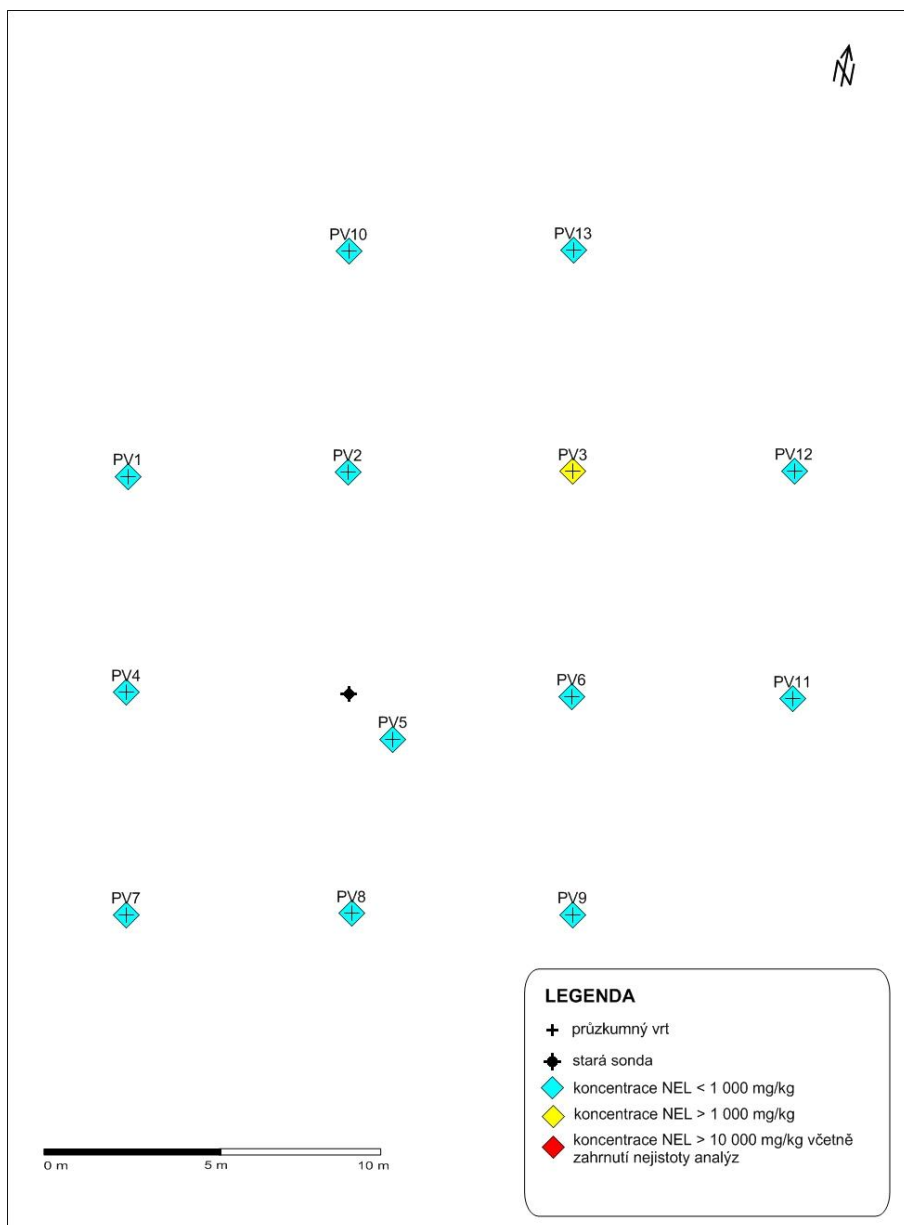 N
PV10 PV13
PV1 PV2 PV3 PV12
PV4 PV6 PV11
PV5
PV7 PV8 PV9
LEGENDA
průzkumný vrt
stará sonda
koncentrace NEL < 1 000 mg/kg
koncentrace NEL > 1 000 mg/kg
koncentrace NEL > 10 000 mg/kg včetně
zahrnutí nejistoty analýz
0 m 5 m 10 m